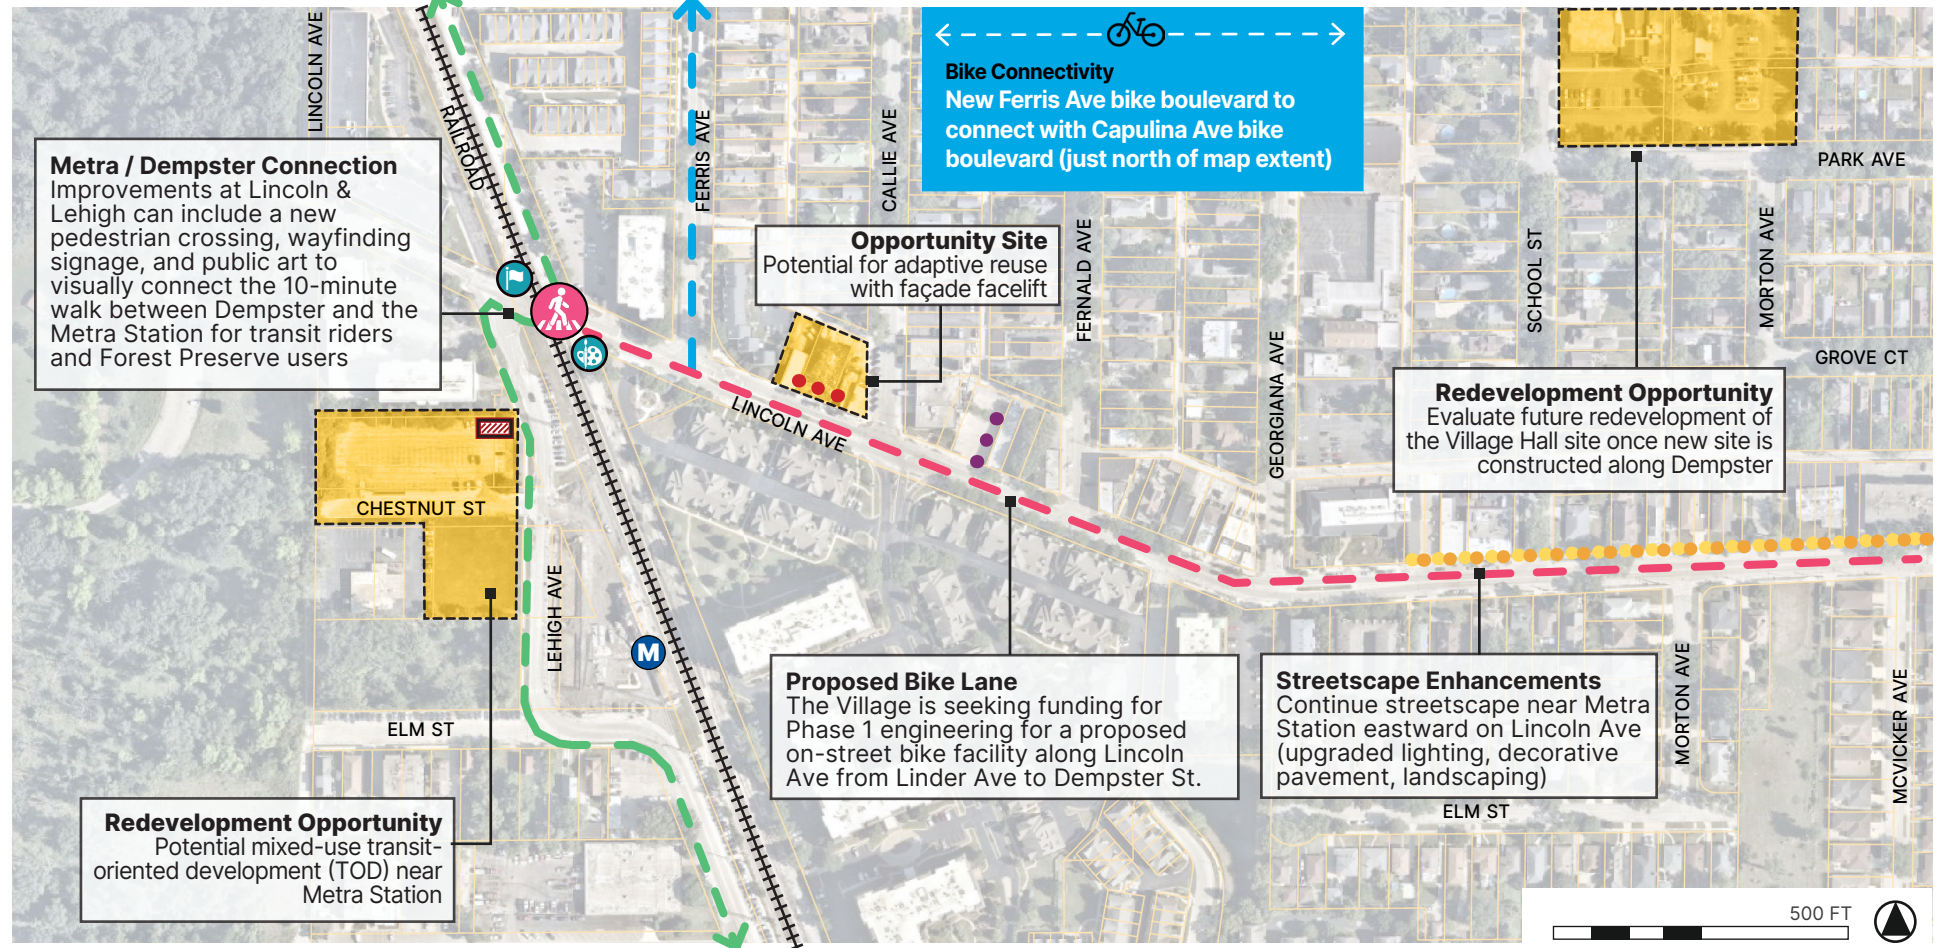 LINCOLN AVE
RAILROAD
FERRIS AVE
CALLIE AVE
Bike Connectivity
New Ferris Ave bike boulevard to
connect with Capulina Ave bike
boulevard (just north of map extent)
PARK AVE
Metra / Dempster Connection
Improvements at Lincoln &
Lehigh can include a new
pedestrian crossing, wayfinding
signage, and public art to
visually connect the 10-minute
walk between Dempster and the
Metra Station for transit riders
and Forest Preserve users
Opportunity Site
Potential for adaptive reuse
with façade facelift
FERNALD AVE
SCHOOL ST
MORTON AVE
GROVE CT
GEORGIANA AVE
Redevelopment Opportunity
Evaluate future redevelopment of
the Village Hall site once new site is
constructed along Dempster
LINCOLN AVE
CHESTNUT ST
LEHIGH AVE
M
ELM ST
Proposed Bike Lane
The Village is seeking funding for
Phase 1 engineering for a proposed
on-street bike facility along Lincoln
Ave from Linder Ave to Dempster St.
Streetscape Enhancements
Continue streetscape near Metra
Station eastward on Lincoln Ave
(upgraded lighting, decorative
pavement, landscaping)
MORTON AVE
MCVICKER AVE
ELM ST
Redevelopment Opportunity
Potential mixed-use transit-
oriented development (TOD) near
Metra Station
500 FT